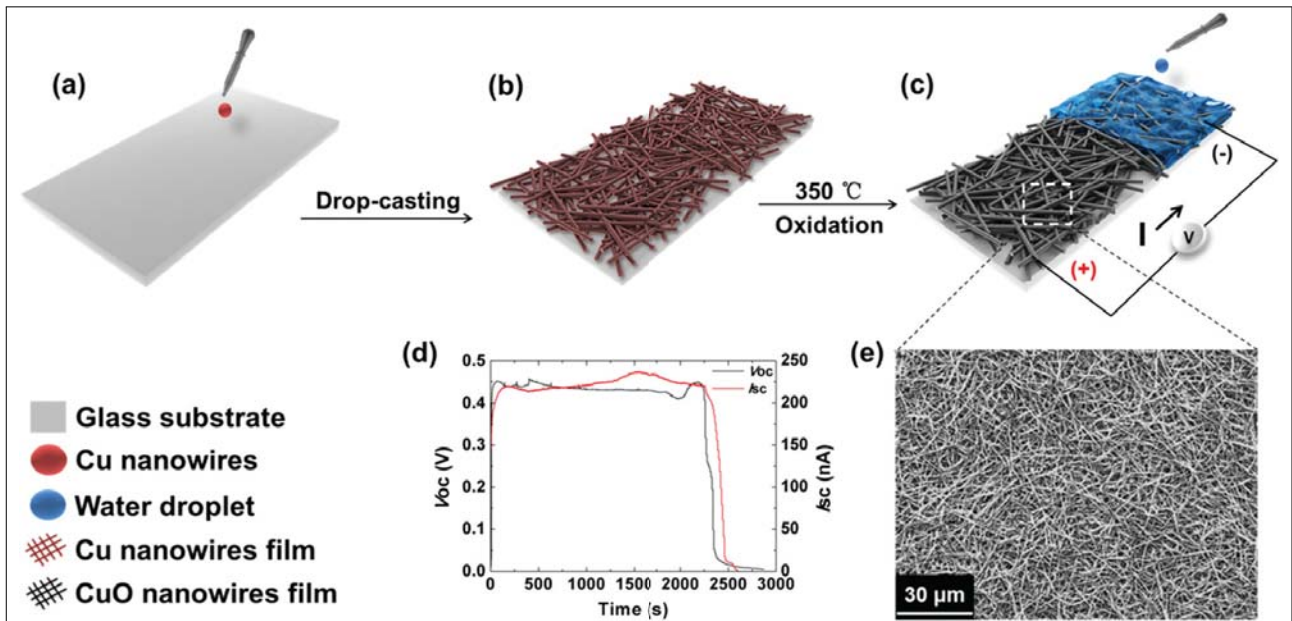 (a)
(b)
(c)
Drop-casting
350 ℃
Oxidation
(-)
I
V
(+)
(d)
0.5
0.4
0.3
0.2
0.1
0.0
Voc (V)
250
200
150
100
50
0
Isc (nA)
Voc
Isc
0 500 1000 1500 2000 2500 3000
Time (s)
(e)
30 μm
Glass substrate
Cu nanowires
Water droplet
Cu nanowires film
CuO nanowires film